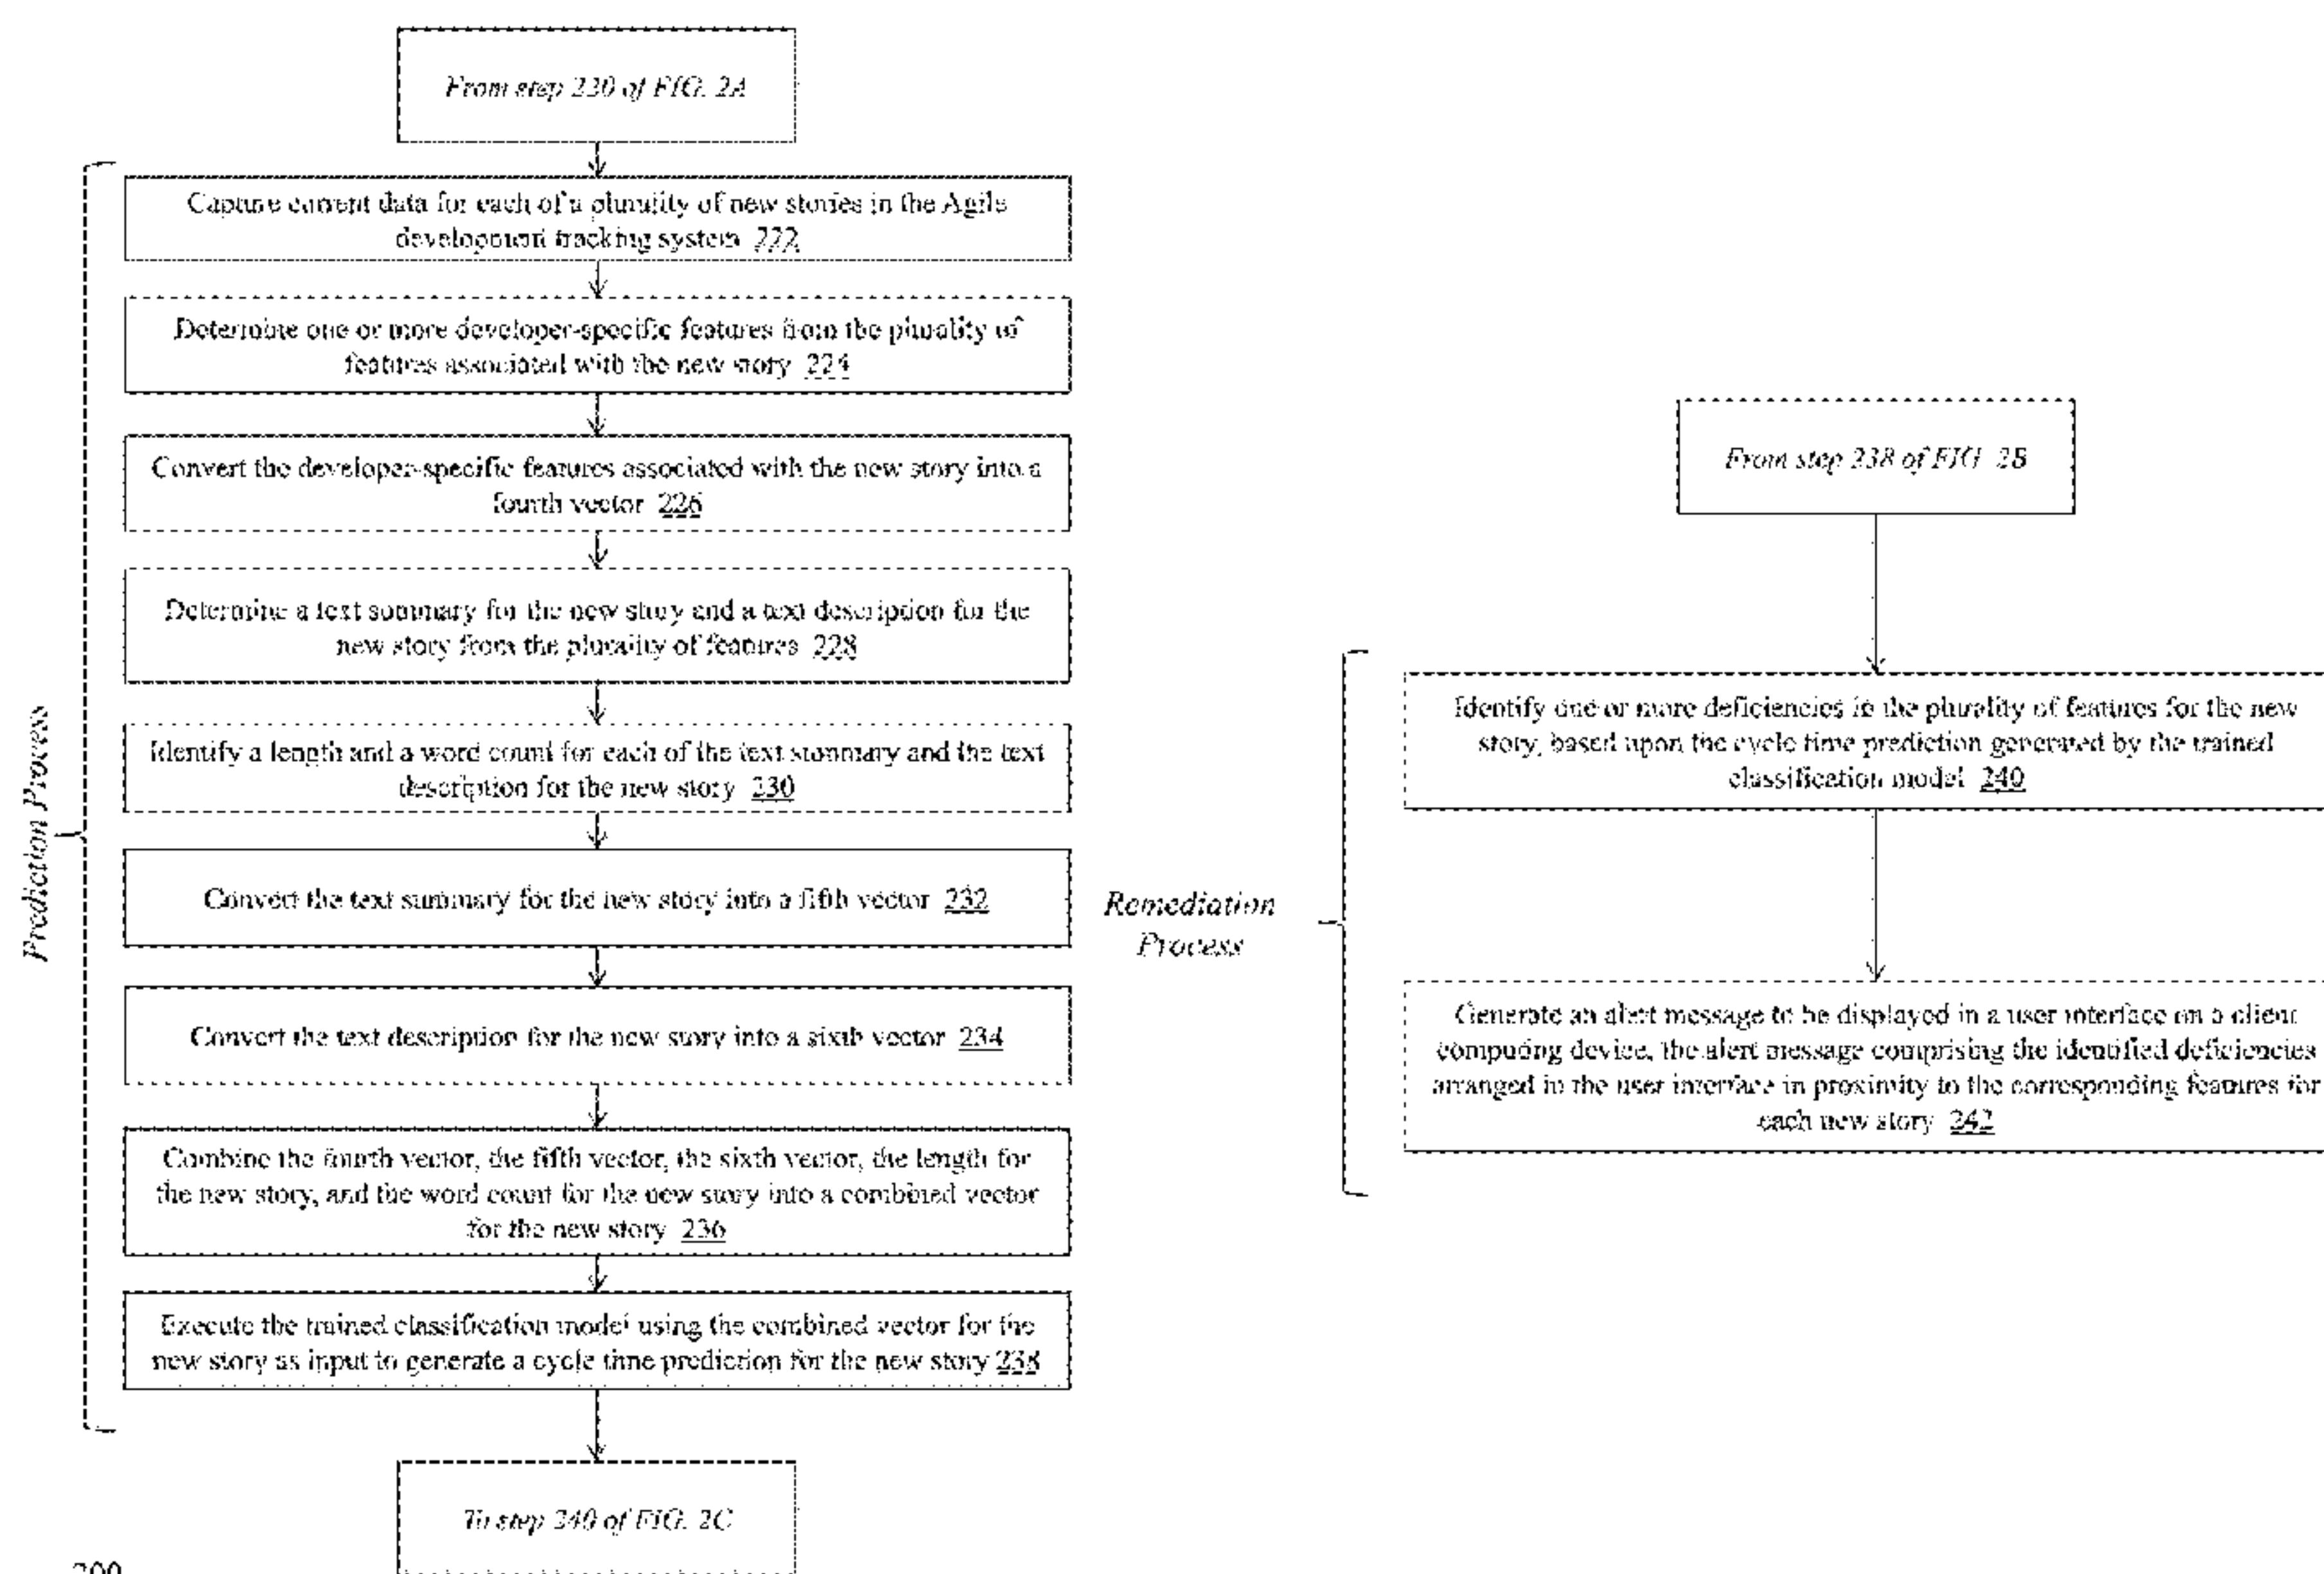 From step 230 of FIG. 2A
Capture current data for each of a plurality of new stories in the Agile
development tracking system 222
Determine one or more developer-specific features from the plurality of
features associated with the new story 224
Convert the developer-specific features associated with the new story into a
fourth vector 226
Determine a text summary for the new story and a text description for the
new story from the plurality of features 228
Identify a length and a word count for each of the text summary and the text
description for the new story 230
Convert the text summary for the new story into a fifth vector 232
Convert the text description for the new story into a sixth vector 234
Combine the fourth vector, the fifth vector, the sixth vector, the length for
the new story, and the word count for the new story into a combined vector
for the new story 236
Execute the trained classification model using the combined vector for the
new story as input to generate a cycle time prediction for the new story 238
To step 240 of FIG. 2C
Prediction Process
200
From step 238 of FIG. 2B
Identify one or more deficiencies in the plurality of features for the new
story, based upon the cycle time prediction generated by the trained
classification model 240
Generate an alert message to be displayed in a user interface on a client
computing device, the alert message comprising the identified deficiencies
arranged in the user interface in proximity to the corresponding features for
each new story 242
Remediation
Process